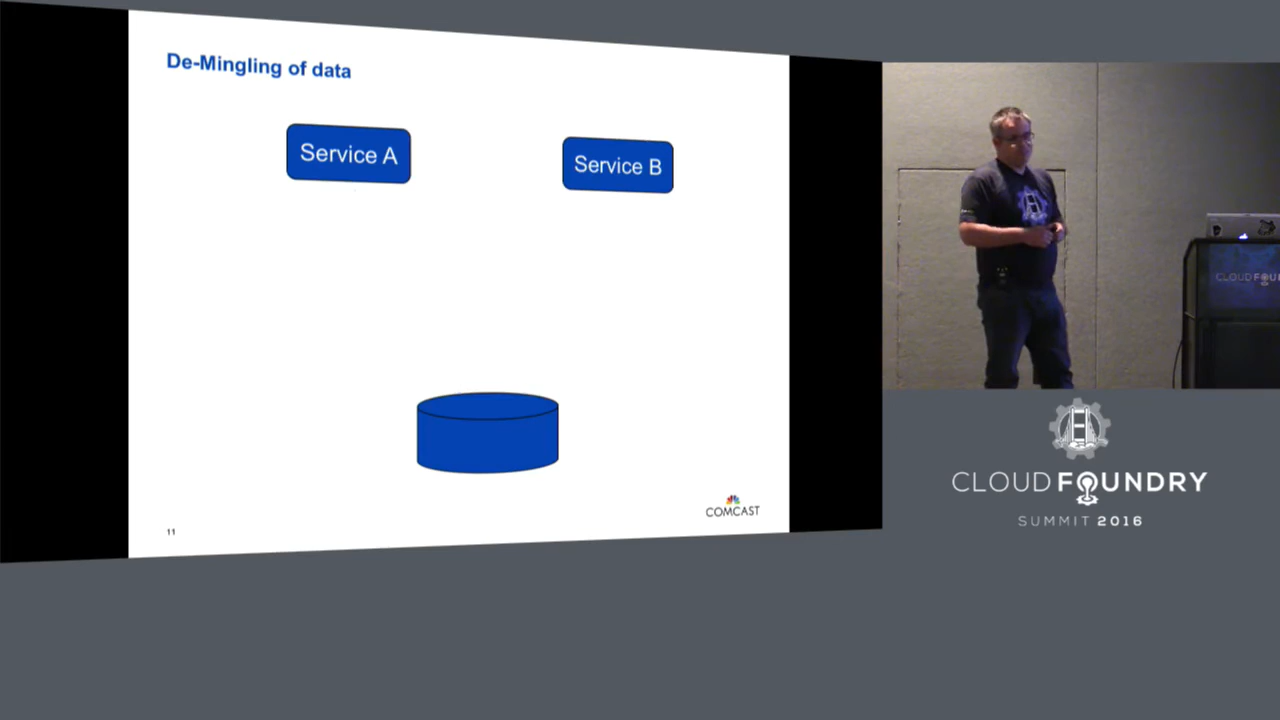 De-Mingling of data
Service A
Service B
COMCAST
11
CLOUD FOUNDRY
SUMMIT 2016